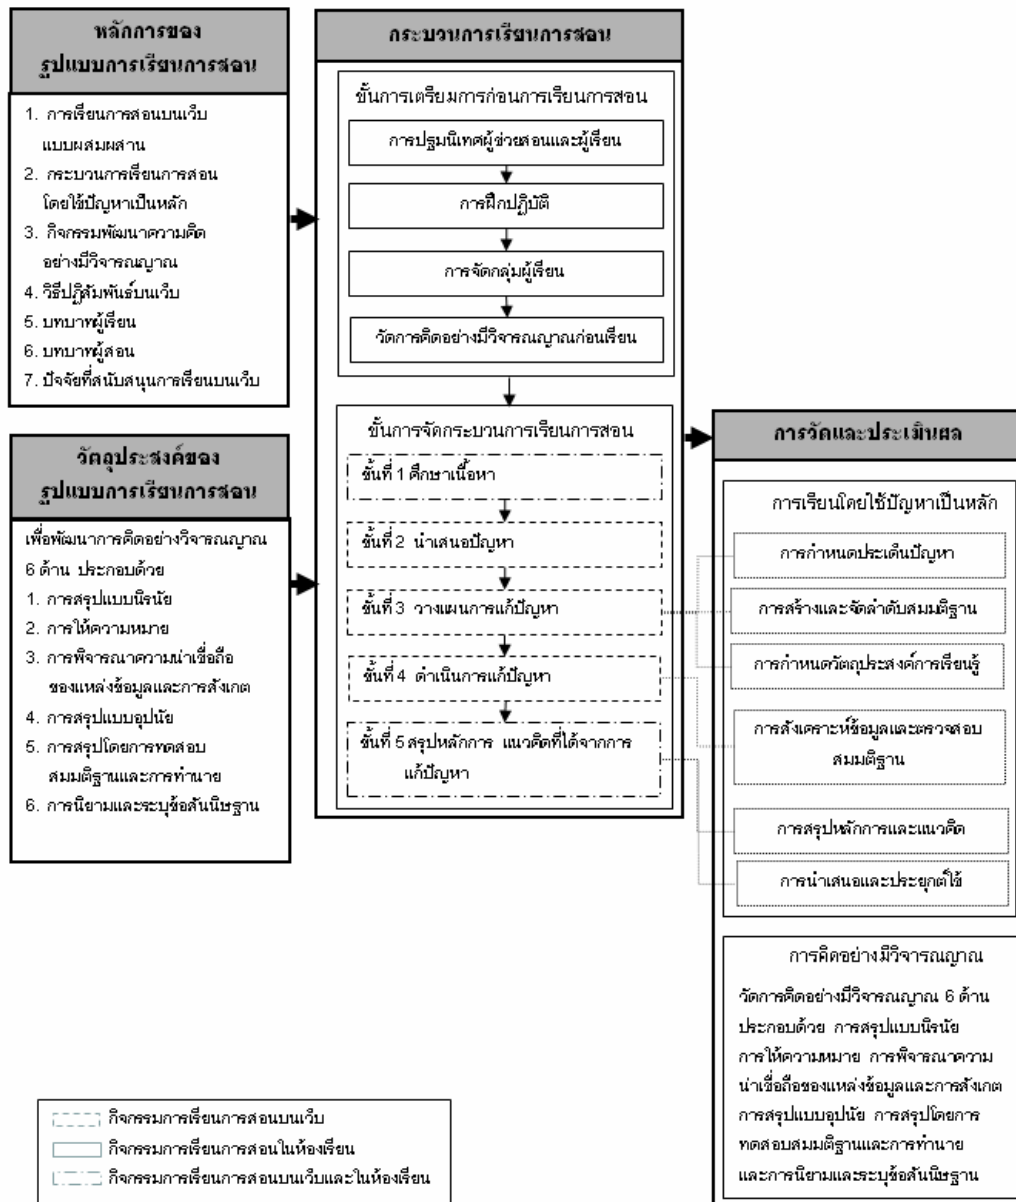 หลักการของ
รูปแบบการเรียนการสอน
1. การเรียนการสอนบนเว็บ
แบบผสมผสาน
2. กระบวนการเรียนการสอน
โดยใช้ปัญหาเป็นหลัก
3. กิจกรรมพัฒนาความคิด
อย่างมีวิจารณญาณ
4. วิธีปฏิสัมพันธ์บนเว็บ
5. บทบาทผู้เรียน
6. บทบาทผู้สอน
7. ปัจจัยที่สนับสนุนการเรียนบนเว็บ
วัตถุประสงค์ของ
รูปแบบการเรียนการสอน
เพื่อพัฒนาการคิดอย่างวิจารณญาณ
6 ด้าน ประกอบด้วย
1. การสรุปแบบนิรนัย
2. การให้ความหมาย
3. การพิจารณาความน่าเชื่อถือ
ของแหล่งข้อมูลและการสังเกต
4. การสรุปแบบอุปนัย
5. การสรุปโดยการทดสอบ
สมมติฐานและการทำนาย
6. การนิยามและระบุข้อสันนิษฐาน
กระบวนการเรียนการสอน
ขั้นการเตรียมการก่อนการเรียนการสอน
การปฐมนิเทศผู้ช่วยสอนและผู้เรียน
การฝึกปฏิบัติ
การจัดกลุ่มผู้เรียน
วัดการคิดอย่างมีวิจารณญาณก่อนเรียน
ขั้นการจัดกระบวนการเรียนการสอน
ขั้นที่ 1 ศึกษาเนื้อหา
ขั้นที่ 2 นำเสนอปัญหา
ขั้นที่ 3 วางแผนการแก้ปัญหา
ขั้นที่ 4 ดำเนินการแก้ปัญหา
ขั้นที่ 5 สรุปหลักการ แนวคิดที่ได้จากการ
แก้ปัญหา
การวัดและประเมินผล
การเรียนโดยใช้ปัญหาเป็นหลัก
การกำหนดประเด็นปัญหา
การสร้างและจัดลำดับสมมติฐาน
การกำหนดวัตถุประสงค์การเรียนรู้
การสังเคราะห์ข้อมูลและตรวจสอบ
สมมติฐาน
การสรุปหลักการและแนวคิด
การนำเสนอและประยุกต์ใช้
การคิดอย่างมีวิจารณญาณ
วัดการคิดอย่างมีวิจารณญาณ 6 ด้าน
ประกอบด้วย การสรุปแบบนิรนัย
การให้ความหมาย การพิจารณาความ
น่าเชื่อถือของแหล่งข้อมูลและการสังเกต
การสรุปแบบอุปนัย การสรุปโดยการ
ทดสอบสมมติฐานและการทำนาย
และการนิยามและระบุข้อสันนิษฐาน
กิจกรรมการเรียนการสอนบนเว็บ
กิจกรรมการเรียนการสอนในห้องเรียน
กิจกรรมการเรียนการสอนบนเว็บและในห้องเรียน